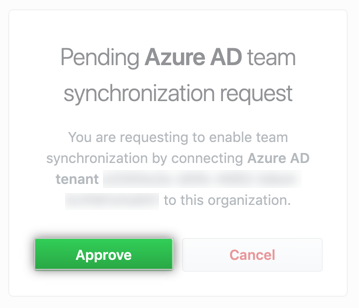 Pending Azure AD team
synchronization request
You are requesting to enable team
synchronization by connecting Azure AD
tenant
to this organization.
Approve
Cancel